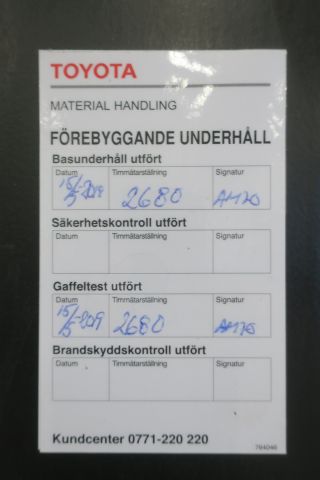 TOYOTA
MATERIAL HANDLING
FÖREBYGGANDE UNDERHÅLL
Basunderhåll utfört
Datum Timmätarställning Signatur
2680
Säkerhetskontroll utfört
Datum Timmätarställning Signatur
Gaffeltest utfört
Datum Timmätarställning Signatur
2680
Brandskyddskontroll utfört
Datum Timmätarställning Signatur
Kundcenter 0771-220 220
764046